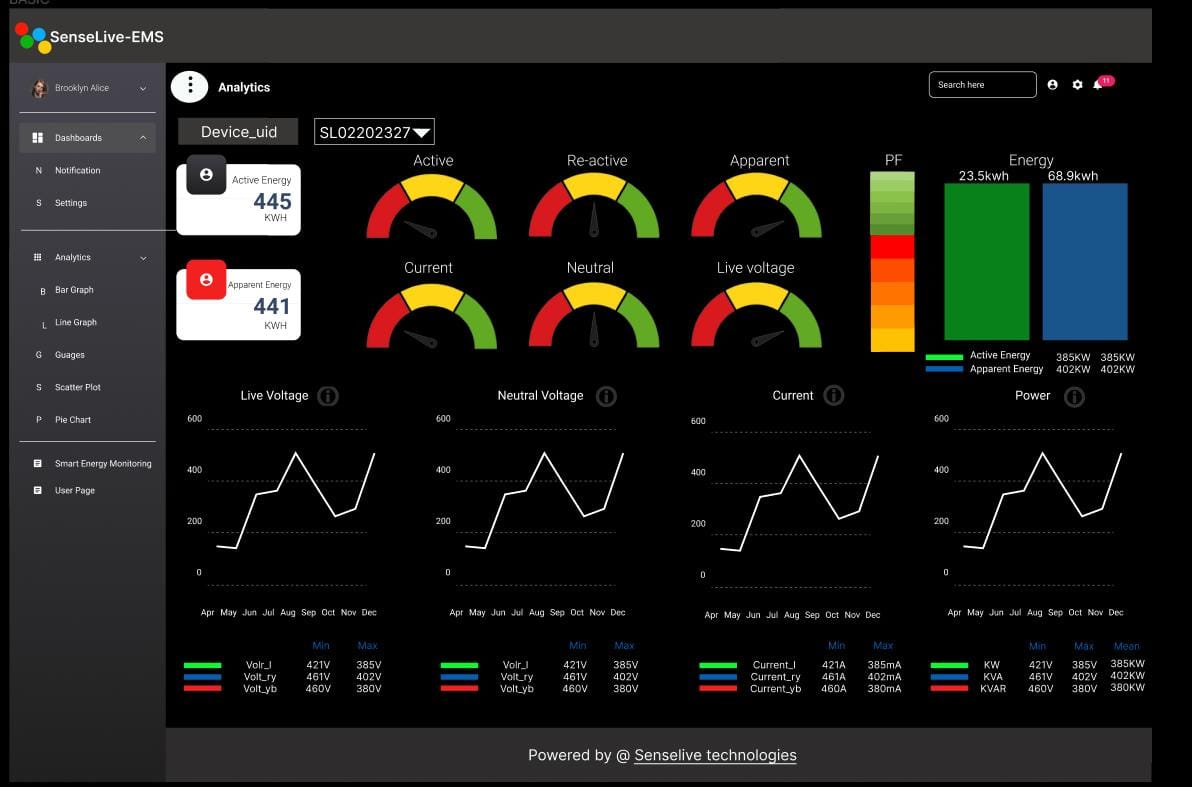 BASIC
SenseLive-EMS
Brooklyn Alice
Dashboards
N Notification
S Settings
Analytics
B Bar Graph
L Line Graph
G Guages
S Scatter Plot
P Pie Chart
Smart Energy Monitoring
User Page
Analytics
Search here
11
Device_uid
SL02202327
Active Energy
445
KWH
Apparent Energy
441
KWH
Active
Re-active
Apparent
Current
Neutral
Live voltage
PF
Energy
23.5kwh 68.9kwh
Active Energy 385KW 385KW
Apparent Energy 402KW 402KW
Live Voltage
600
400
200
0
Apr May Jun Jul Aug Sep Oct Nov Dec
Min Max
Volr_l 421V 385V
Volt_ry 461V 402V
Volt_yb 460V 380V
Neutral Voltage
600
400
200
0
Apr May Jun Jul Aug Sep Oct Nov Dec
Min Max
Volr_l 421V 385V
Volt_ry 461V 402V
Volt_yb 460V 380V
Current
600
400
200
0
Apr May Jun Jul Aug Sep Oct Nov Dec
Min Max
Current_l 421A 385mA
Current_ry 461A 402mA
Current_yb 460A 380mA
Power
600
400
200
0
Apr May Jun Jul Aug Sep Oct Nov Dec
Min Max Mean
KW 421V 385V 385KW
KVA 461V 402V 402KW
KVAR 460V 380V 380KW
Powered by @ Senselive technologies